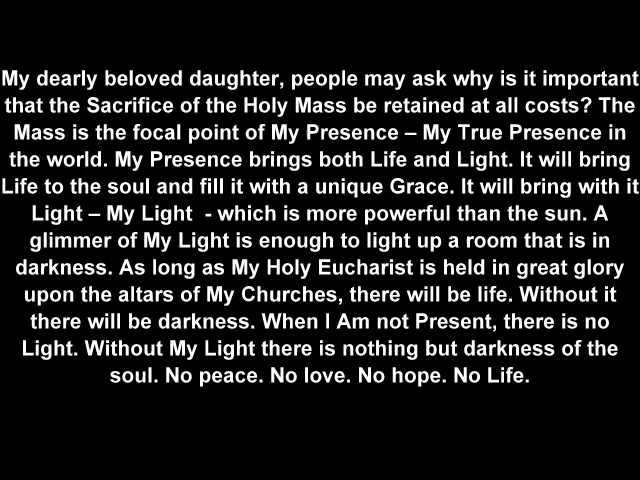 My dearly beloved daughter, people may ask why is it important
that the Sacrifice of the Holy Mass be retained at all costs? The
Mass is the focal point of My Presence – My True Presence in
the world. My Presence brings both Life and Light. It will bring
Life to the soul and fill it with a unique Grace. It will bring with it
Light – My Light  - which is more powerful than the sun. A
glimmer of My Light is enough to light up a room that is in
darkness. As long as My Holy Eucharist is held in great glory
upon the altars of My Churches, there will be life. Without it
there will be darkness. When I Am not Present, there is no
Light. Without My Light there is nothing but darkness of the
soul. No peace. No love. No hope. No Life.